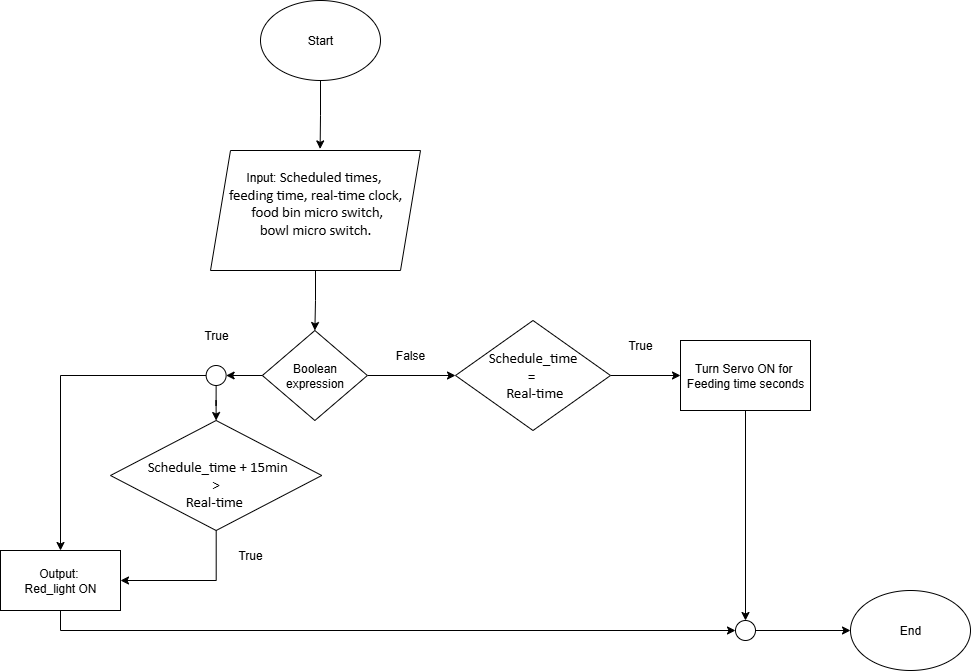 Start
Input: Scheduled times,
feeding time, real-time clock,
food bin micro switch,
bowl micro switch.
True
Boolean
expression
False
Schedule_time
=
Real-time
True
Turn Servo ON for
Feeding time seconds
Schedule_time + 15min
>
Real-time
True
Output:
Red_light ON
End